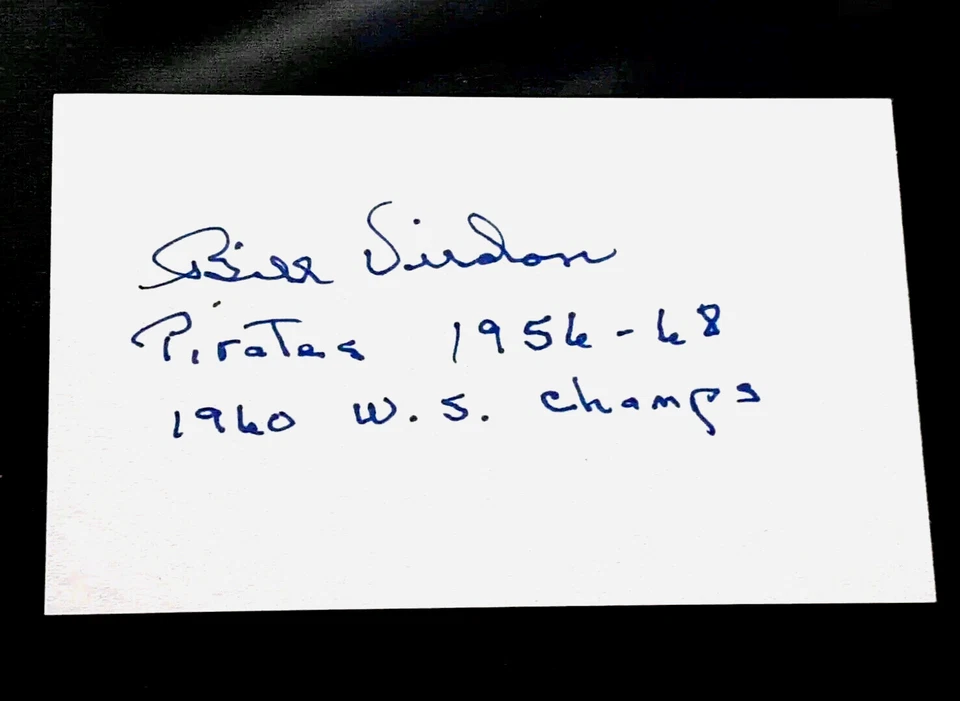 Bill Virdon
Pirates 1956-68
1960 W.S. Champs